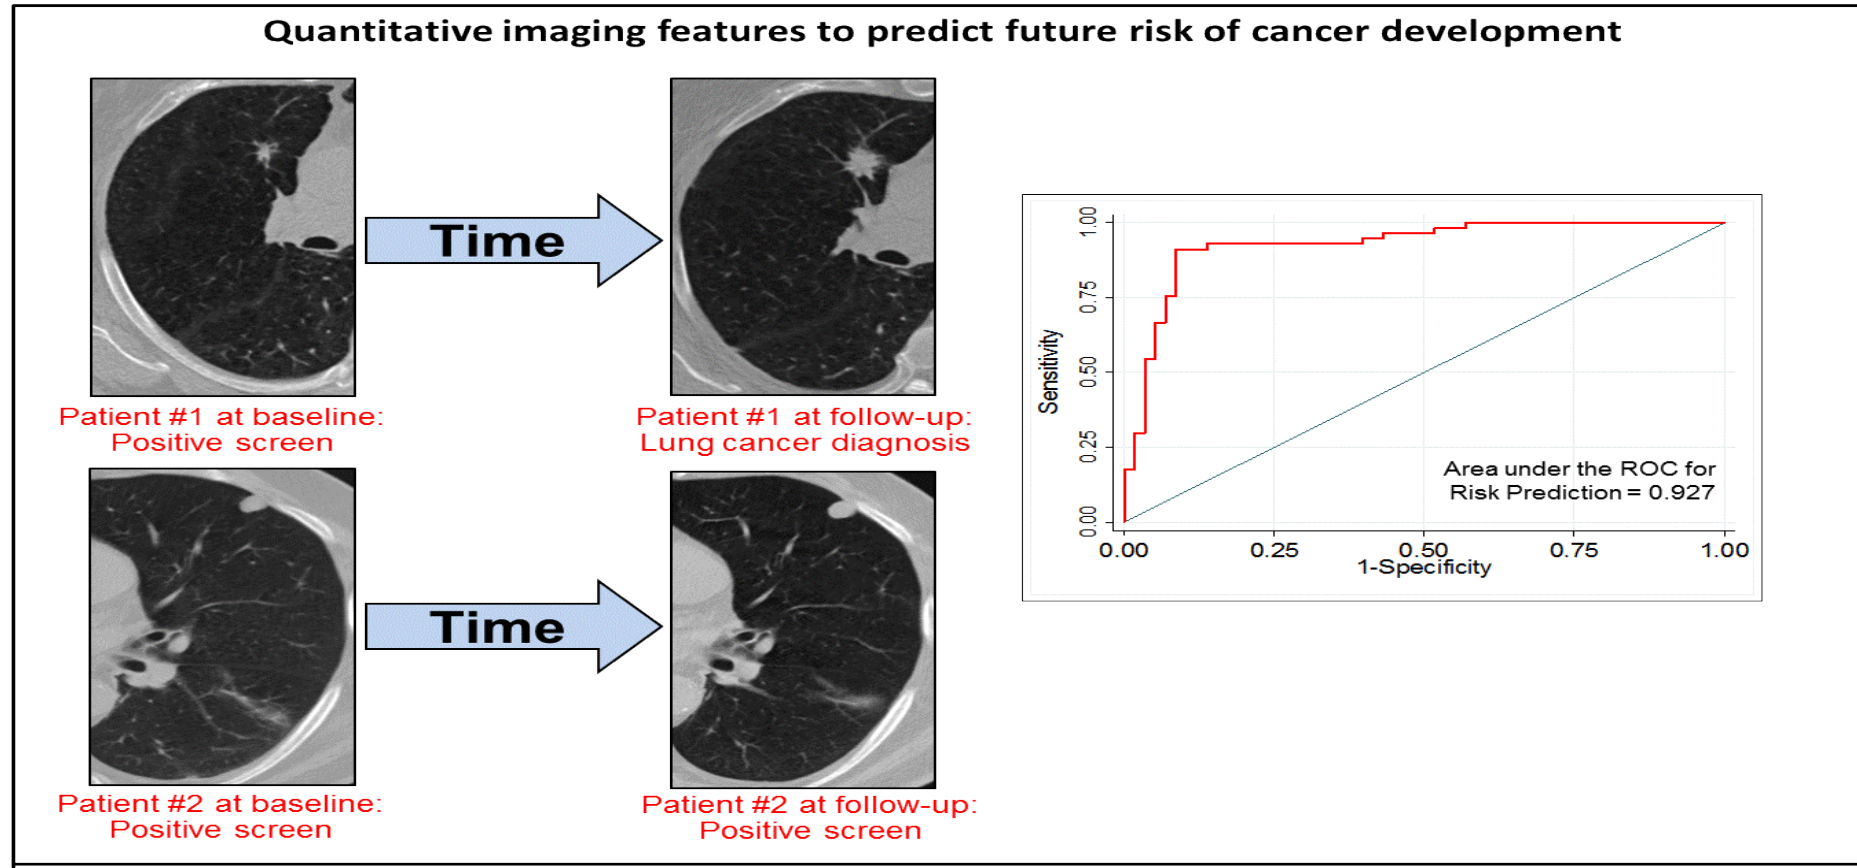 Quantitative imaging features to predict future risk of cancer development
Time
Patient #1 at baseline:
Positive screen
Patient #1 at follow-up:
Lung cancer diagnosis
Time
Patient #2 at baseline:
Positive screen
Patient #2 at follow-up:
Positive screen
Sensitivity
1.00
0.75
0.50
0.25
0.00
Area under the ROC for
Risk Prediction = 0.927
0.00 0.25 0.50 0.75 1.00
1-Specificity